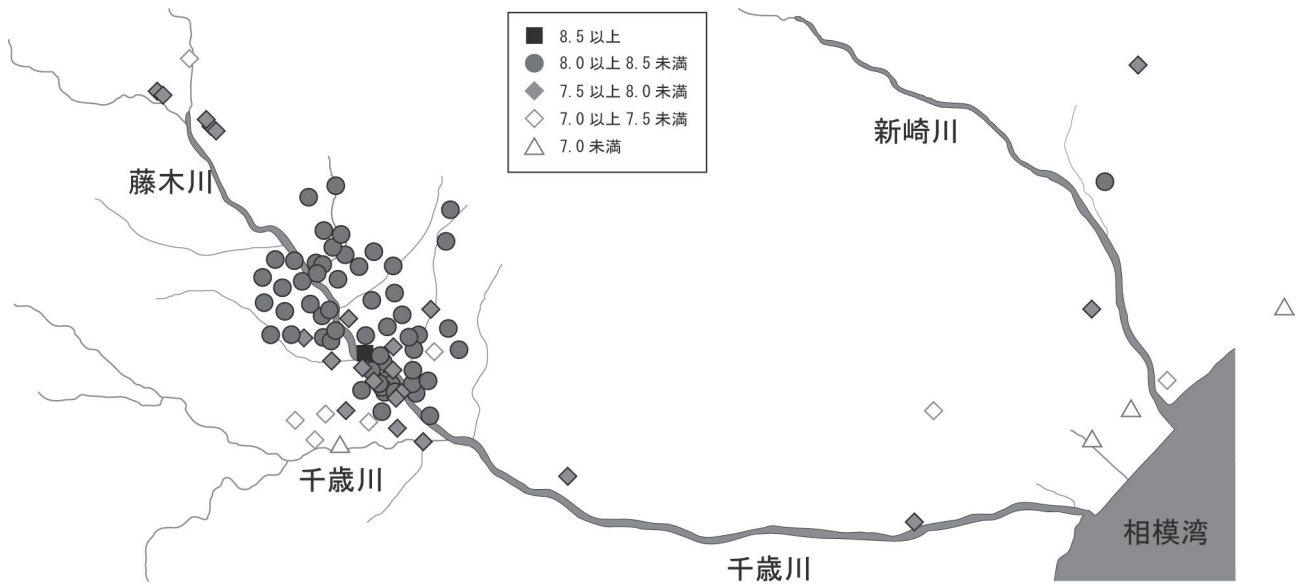 8.5以上
8.0以上8.5未満
7.5以上8.0未満
7.0以上7.5未満
7.0未満
新崎川
藤木川
千歳川
相模湾
千歳川